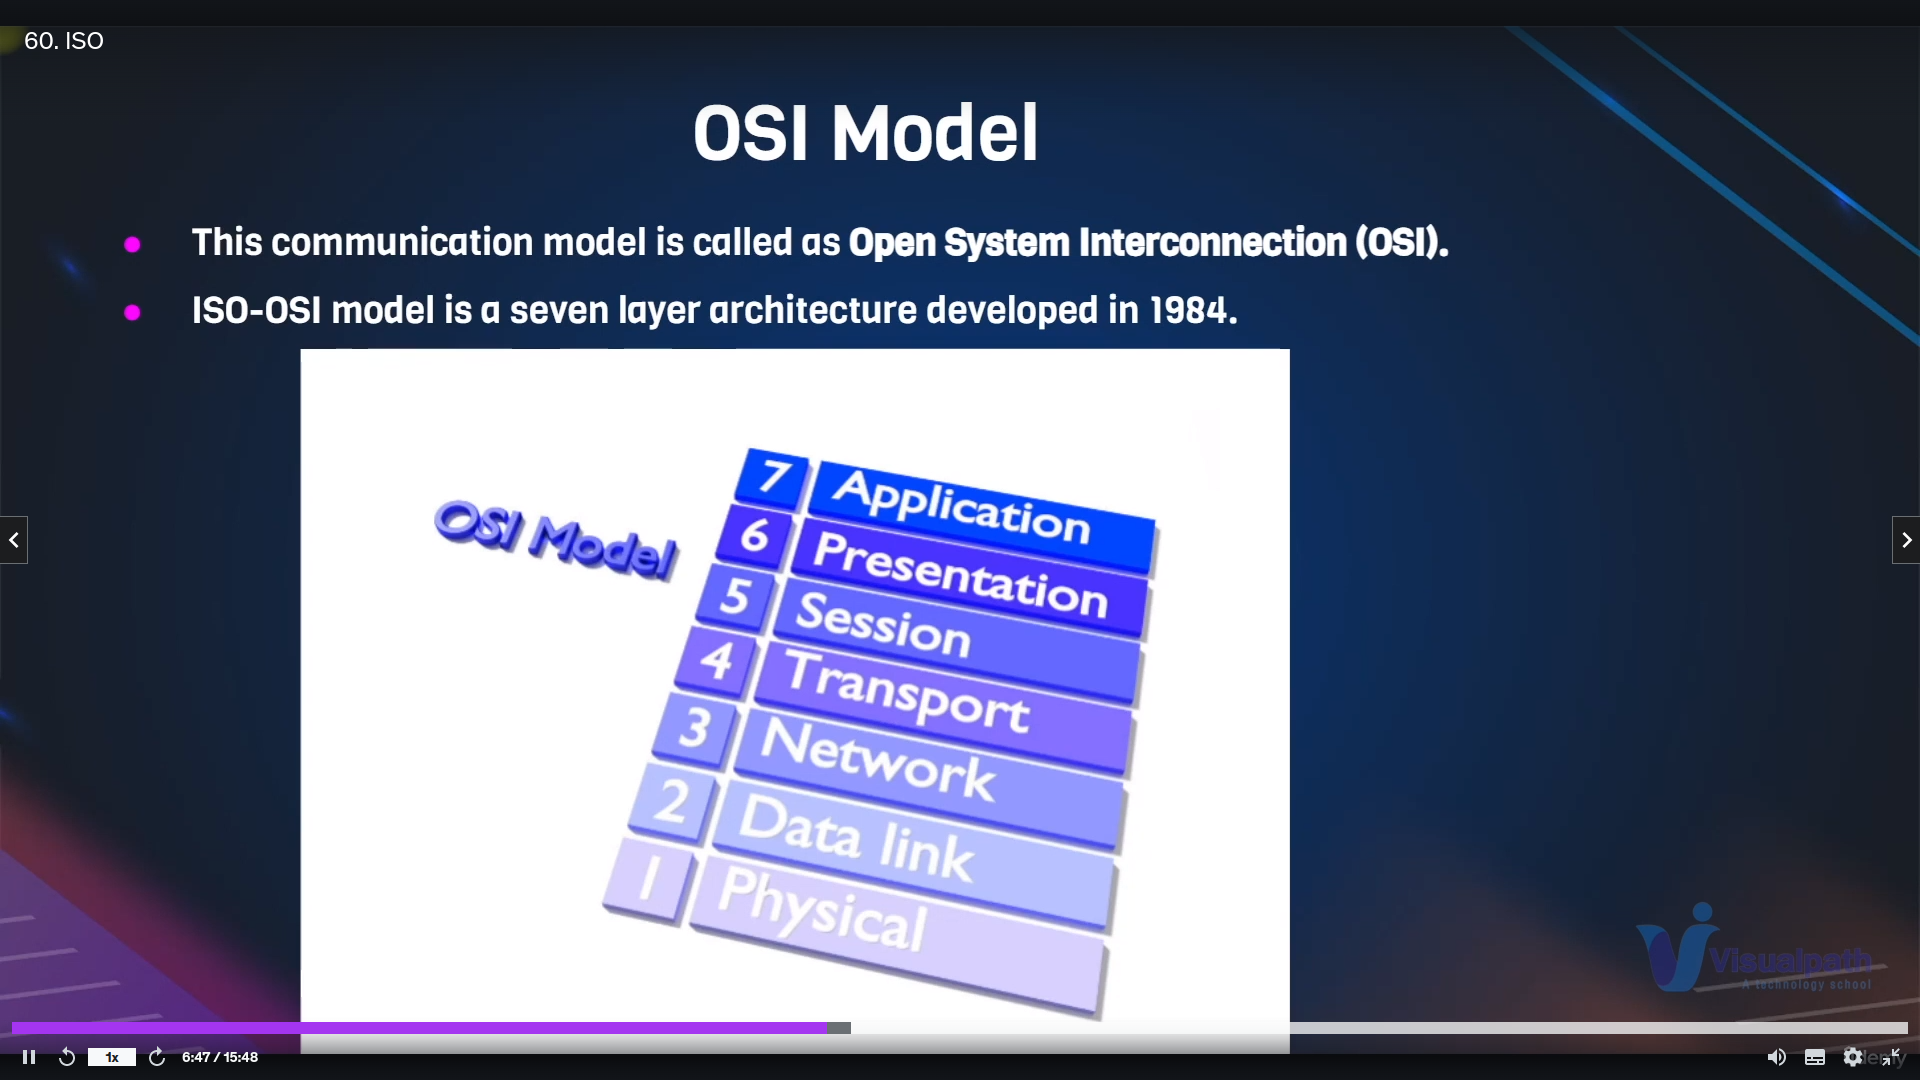 60. ISO
OSI Model
This communication model is called as Open System Interconnection (OSI).
ISO-OSI model is a seven layer architecture developed in 1984.
OSI Model
7 Application
6 Presentation
5 Session
4 Transport
3 Network
2 Data link
1 Physical
Visualpath
A technology school
1x
6:47 / 15:48